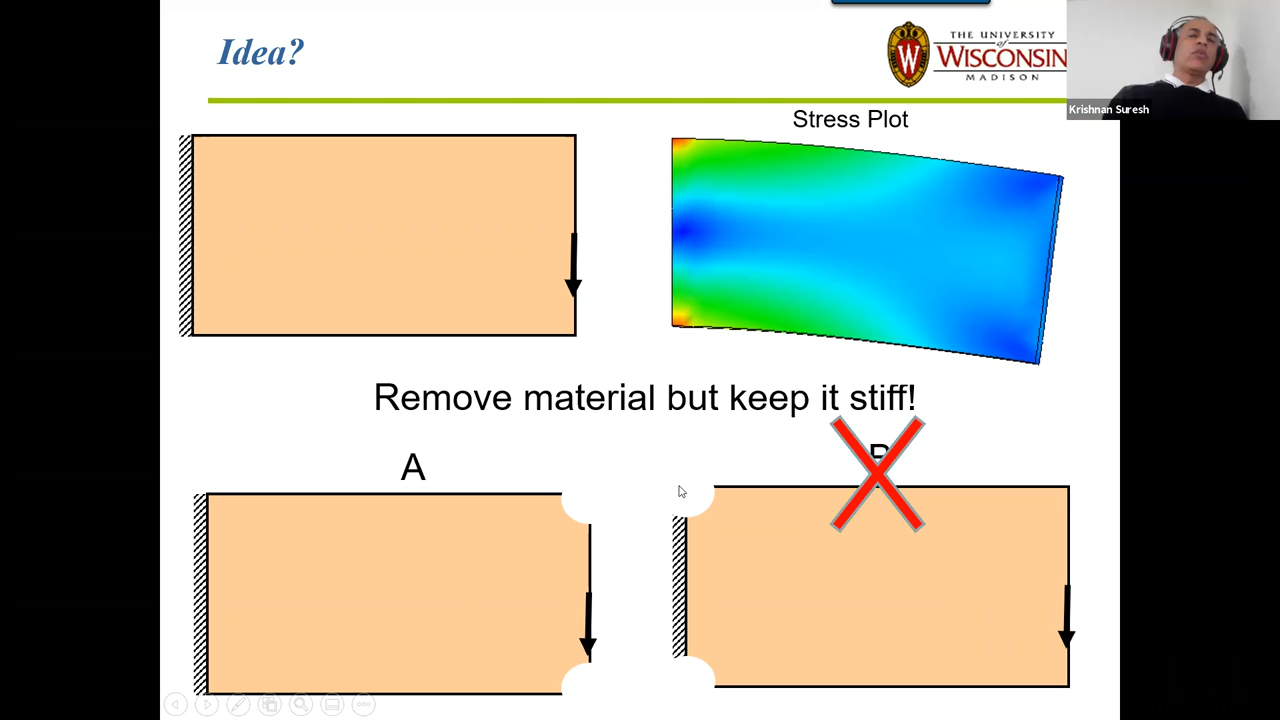 Idea?
THE UNIVERSITY
of
WISCONSIN
MADISON
W
Krishnan Suresh
Stress Plot
Remove material but keep it stiff!
A
B